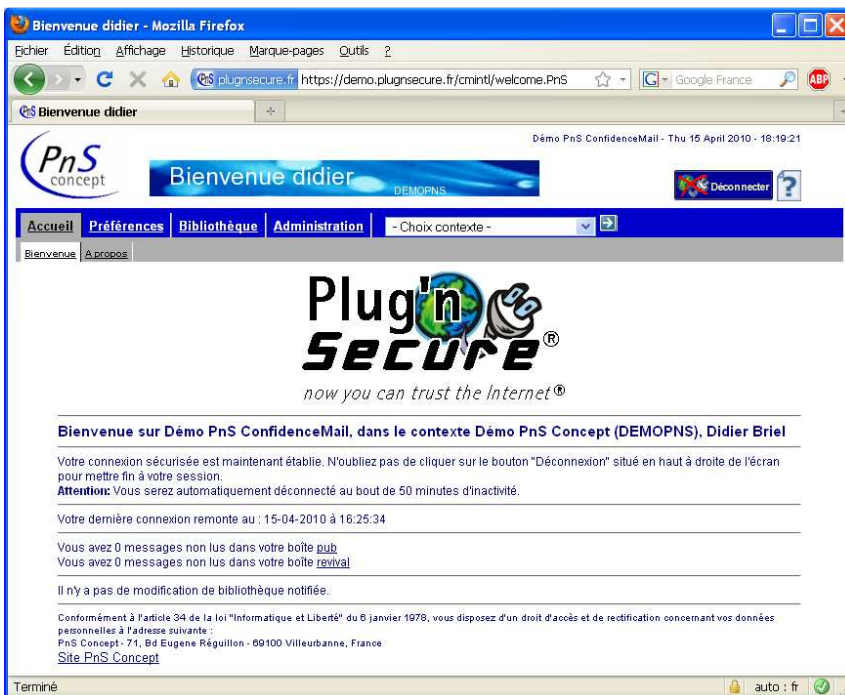 Bienvenue didier - Mozilla Firefox
Fichier Édition Affichage Historique Marque-pages Outils ?
PnS plugnsecure.fr https://demo.plugnsecure.fr/cmintl/welcome.PnS G Google France ABP
PnS Bienvenue didier
Démo PnS ConfidenceMail - Thu 15 April 2010 - 18:19:21
PnS
concept
Bienvenue didier
DEMOPNS
Déconnecter ?
Accueil Préférences Bibliothèque Administration - Choix contexte -
Bienvenue A propos
Plug'n
Secure®
now you can trust the Internet®
Bienvenue sur Démo PnS ConfidenceMail, dans le contexte Démo PnS Concept (DEMOPNS), Didier Briel
Votre connexion sécurisée est maintenant établie. N'oubliez pas de cliquer sur le bouton "Déconnexion" situé en haut à droite de l'écran
pour mettre fin à votre session.
Attention: Vous serez automatiquement déconnecté au bout de 50 minutes d'inactivité.
Votre dernière connexion remonte au : 15-04-2010 à 16:25:34
Vous avez 0 messages non lus dans votre boîte pub
Vous avez 0 messages non lus dans votre boîte revival
Il n'y a pas de modification de bibliothèque notifiée.
Conformément à l'article 34 de la loi "Informatique et Liberté" du 6 janvier 1978, vous disposez d'un droit d'accès et de rectification concernant vos données
personnelles à l'adresse suivante :
PnS Concept - 71, Bd Eugene Réguillon - 69100 Villeurbanne, France
Site PnS Concept
Terminé auto : fr